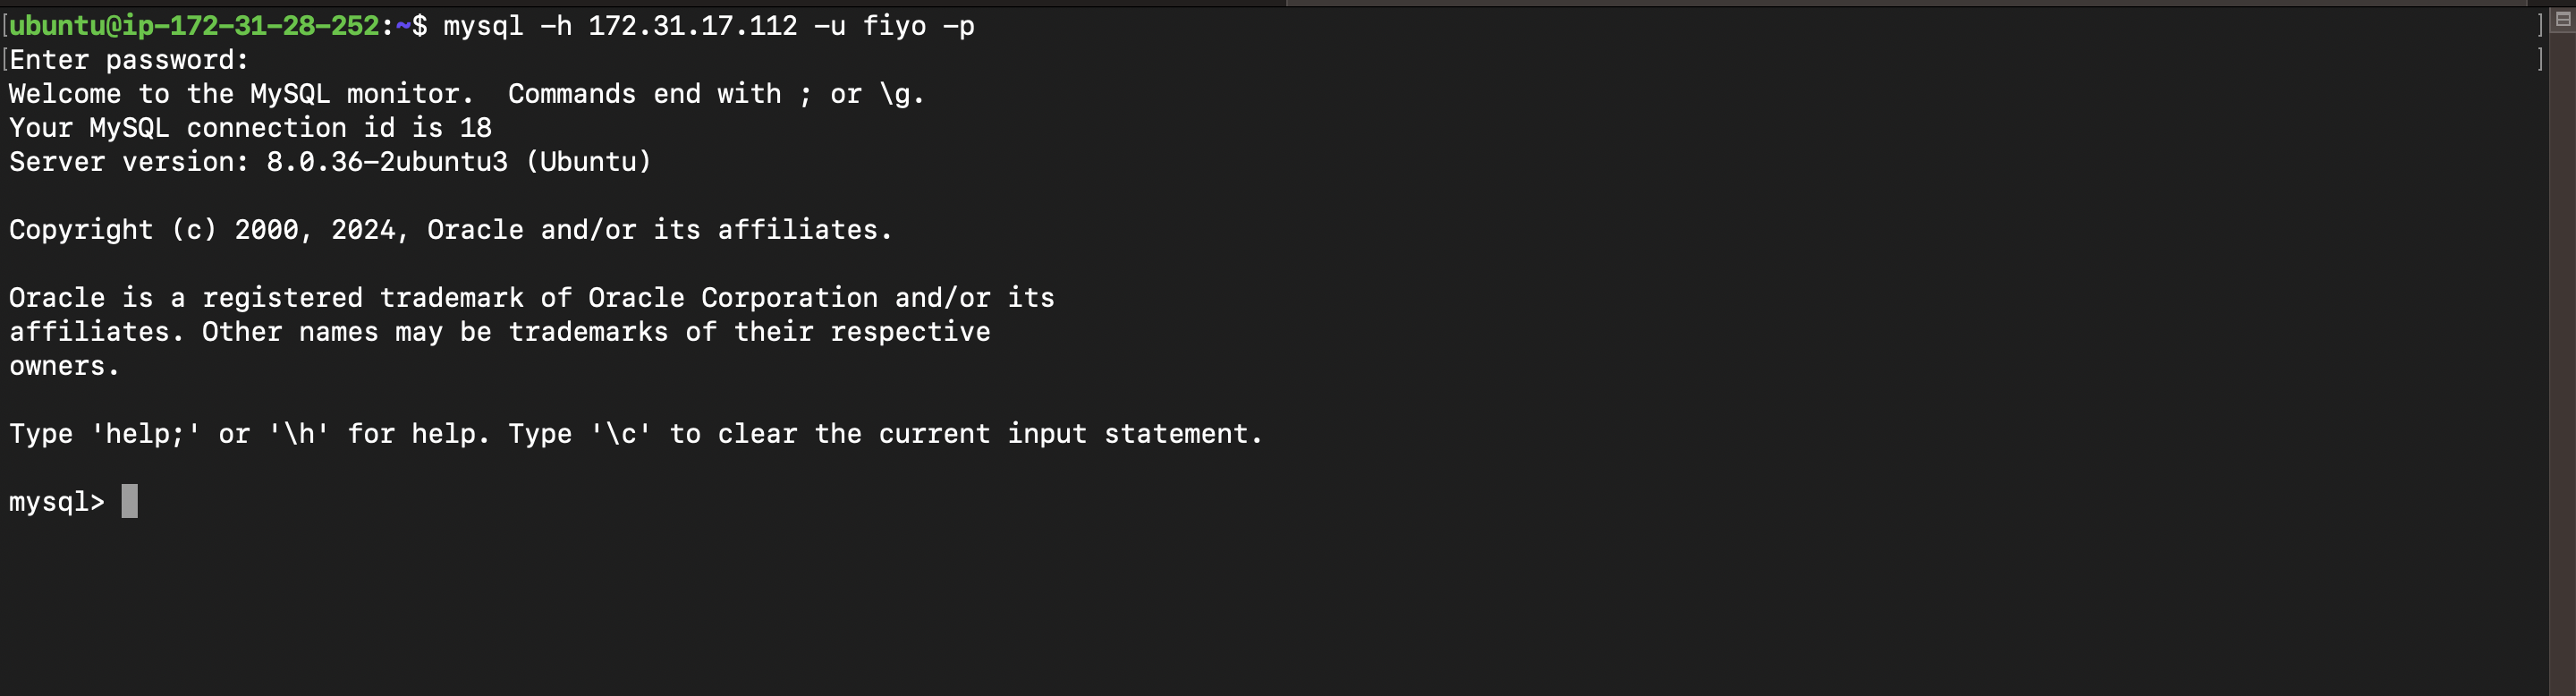 [ubuntu@ip-172-31-28-252:~$ mysql -h 172.31.17.112 -u fiyo -p ]
[Enter password: ]
Welcome to the MySQL monitor.  Commands end with ; or \g.
Your MySQL connection id is 18
Server version: 8.0.36-2ubuntu3 (Ubuntu)
Copyright (c) 2000, 2024, Oracle and/or its affiliates.
Oracle is a registered trademark of Oracle Corporation and/or its
affiliates. Other names may be trademarks of their respective
owners.
Type 'help;' or '\h' for help. Type '\c' to clear the current input statement.
mysql>